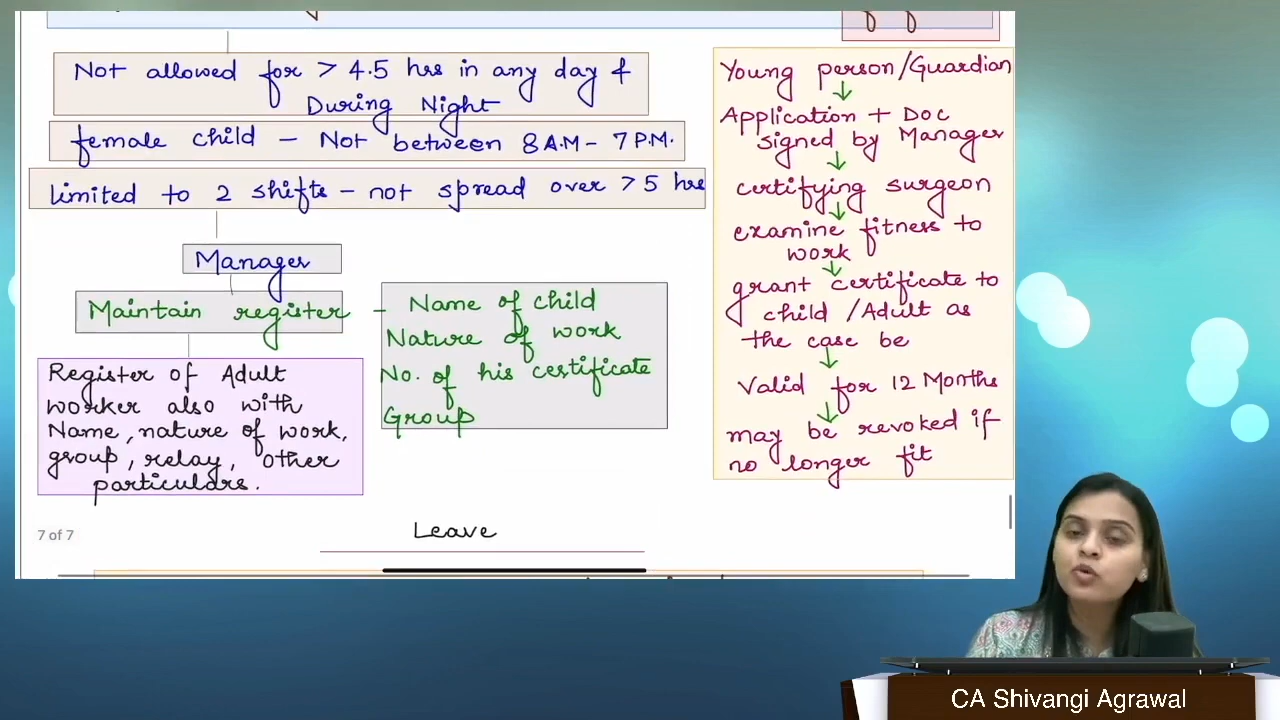 Not allowed for > 4.5 hrs in any day &
During Night
female child - Not between 8 A.M - 7 P.M.
limited to 2 shifts - not spread over > 5 hrs
Manager
Maintain register -
Name of child
Nature of work
No. of his certificate
Group
Register of Adult
worker also with
Name, nature of work,
group, relay, other
particulars.
Young person/Guardian
Application + Doc
signed by Manager
certifying surgeon
examine fitness to
work
grant certificate to
child /Adult as
the case be
Valid for 12 Months
may be revoked if
no longer fit
7 of 7
Leave
CA Shivangi Agrawal